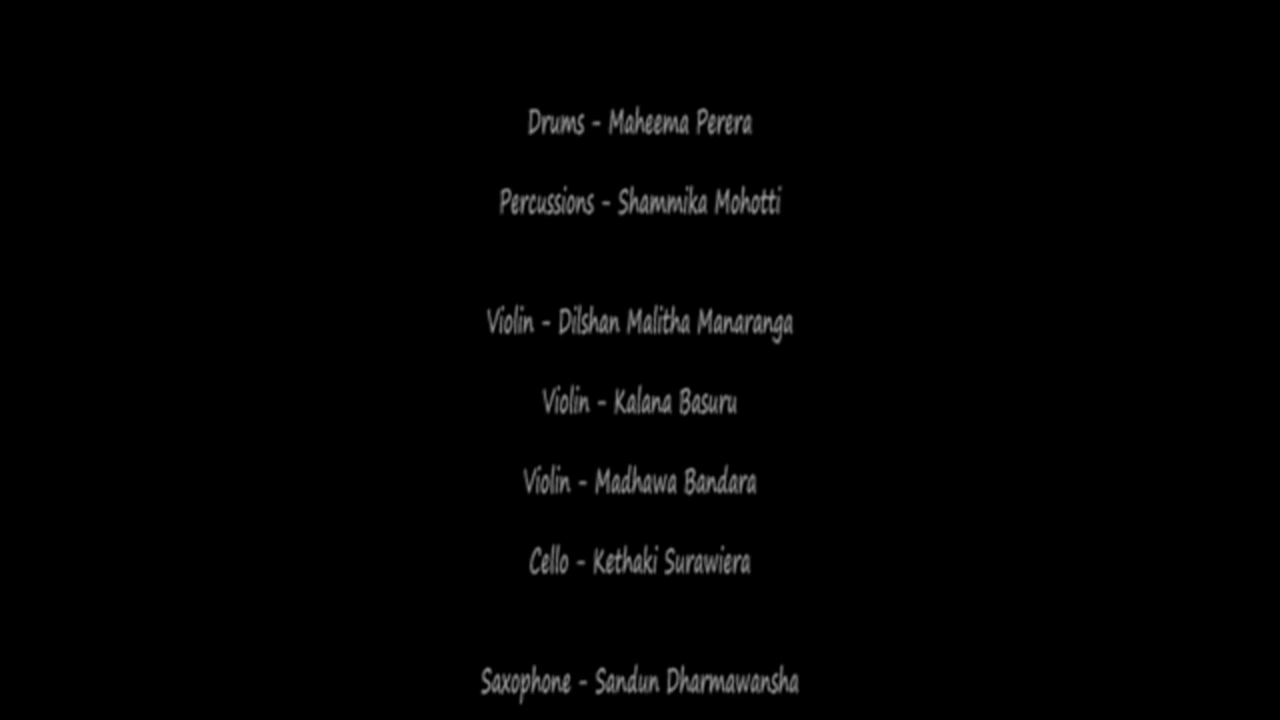 Drums - Maheema Perera
Percussions - Shammika Mohotti
Violin - Dilshan Malitha Manaranga
Violin - Kalana Basuru
Violin - Madhawa Bandara
Cello - Kethaki Surawiera
Saxophone - Sandun Dharmawansha